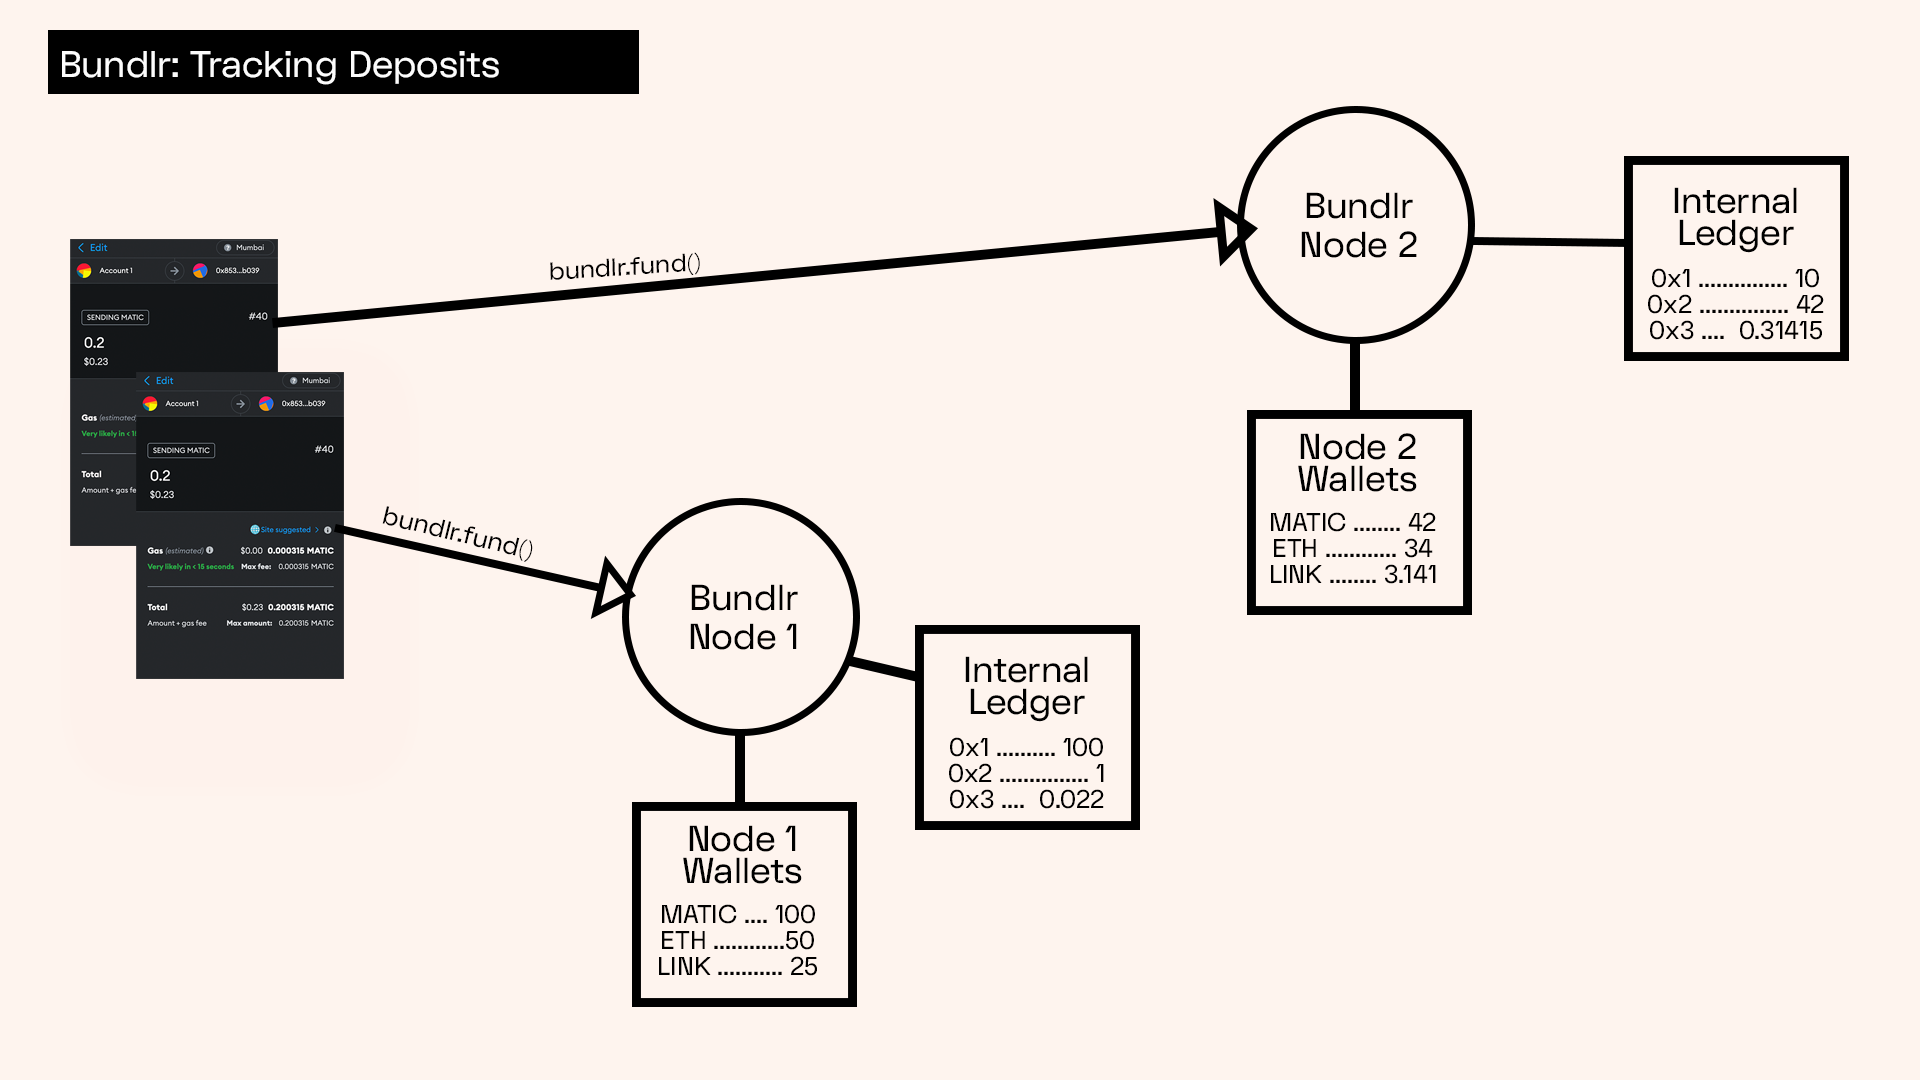 Bundlr: Tracking Deposits
Edit
Mumbai
Account 1
0x853...b039
SENDING MATIC
#40
0.2
$0.23
Gas (estimated
Very likely in < 1
Total
Amount + gas fe
Edit
Mumbai
Account 1
0x853...b039
SENDING MATIC
#40
0.2
$0.23
Site suggested >
Gas (estimated) $0.00 0.000315 MATIC
Very likely in < 15 seconds Max fee: 0.000315 MATIC
Total $0.23 0.200315 MATIC
Amount + gas fee Max amount: 0.200315 MATIC
bundlr.fund()
bundlr.fund()
Bundlr
Node 2
Internal
Ledger
0x1 ............... 10
0x2 ............... 42
0x3 .... 0.31415
Node 2
Wallets
MATIC ........ 42
ETH ............ 34
LINK ........ 3.141
Bundlr
Node 1
Internal
Ledger
0x1 .......... 100
0x2 ............... 1
0x3 .... 0.022
Node 1
Wallets
MATIC .... 100
ETH ............50
LINK ........... 25